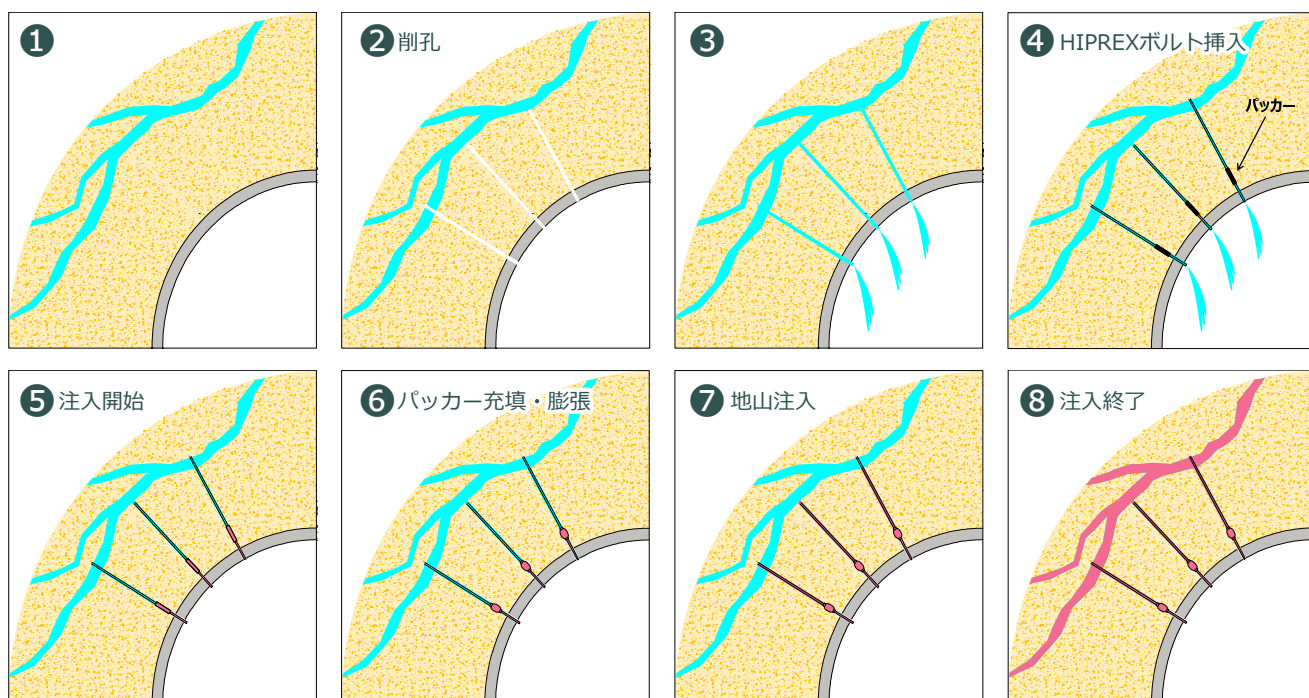 ❶
❷ 削孔
❸
❹ HIPREXボルト挿入
パッカー
❺ 注入開始
❻ パッカー充填・膨張
❼ 地山注入
❽ 注入終了